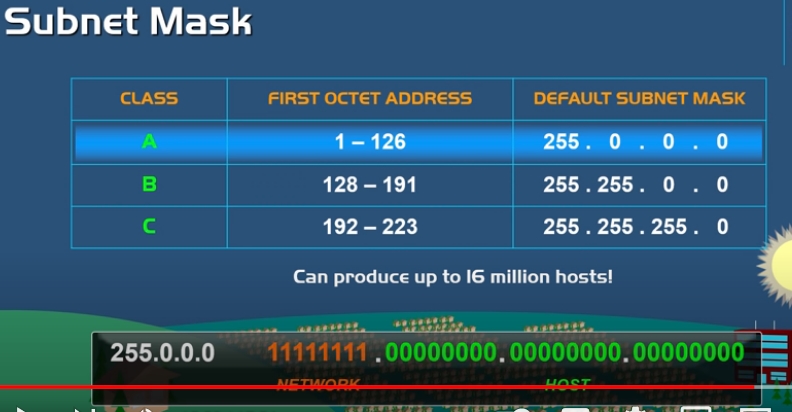 Subnet Mask
CLASS FIRST OCTET ADDRESS DEFAULT SUBNET MASK
A 1 – 126 255 . 0 . 0 . 0
B 128 – 191 255 . 255 . 0 . 0
C 192 – 223 255 . 255 . 255 . 0
Can produce up to 16 million hosts!
255.0.0.0 11111111 .00000000.00000000.00000000
NETWORK HOST